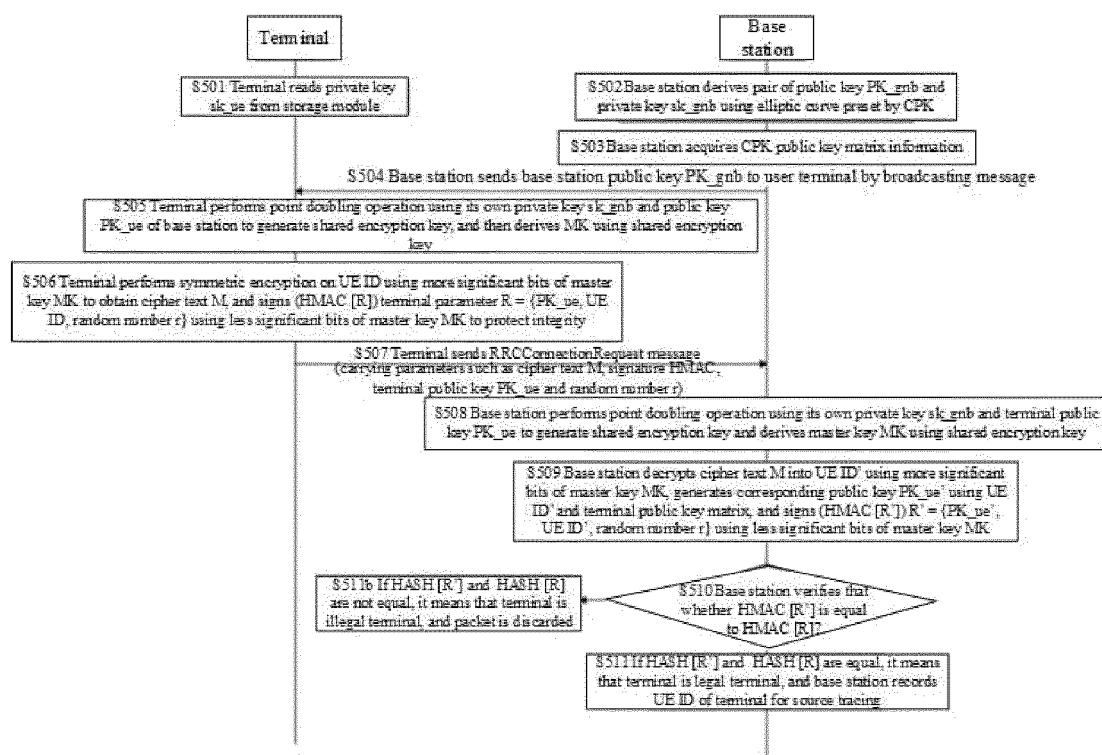 Terminal
Base
station
S501 Terminal reads private key
sk_ue from storage module
S502 Base station derives pair of public key PK_gnb and
private key sk_gnb using elliptic curve preset by CPK
S503 Base station acquires CPK public key matrix information
S504 Base station sends base station public key PK_gnb to user terminal by broadcasting message
S505 Terminal performs point doubling operation using its own private key sk_gnb and public key
PK_ue of base station to generate shared encryption key, and then derives MK using shared encryption
key
S506 Terminal performs symmetric encryption on UE ID using more significant bits of master
key MK to obtain cipher text M, and signs (HMAC [R]) terminal parameter R = {PK_ue, UE
ID, random number r} using less significant bits of master key MK to protect integrity
S507 Terminal sends RRCConnectionRequest message
(carrying parameters such as cipher text M, signature HMAC,
terminal public key PK_ue and random number r)
S508 Base station performs point doubling operation using its own private key sk_gnb and terminal public
key PK_ue to generate shared encryption key and derives master key MK using shared encryption key
S509 Base station decrypts cipher text M into UE ID' using more significant
bits of master key MK, generates corresponding public key PK_ue' using UE
ID' and terminal public key matrix, and signs (HMAC [R']) R' = {PK_ue',
UE ID', random number r} using less significant bits of master key MK
S511b If HASH [R'] and HASH [R]
are not equal, it means that terminal is
illegal terminal, and packet is discarded
S510 Base station verifies that
whether HMAC [R'] is equal
to HMAC [R]?
S511 If HASH [R'] and HASH [R] are equal, it means
that terminal is legal terminal, and base station records
UE ID of terminal for source tracing